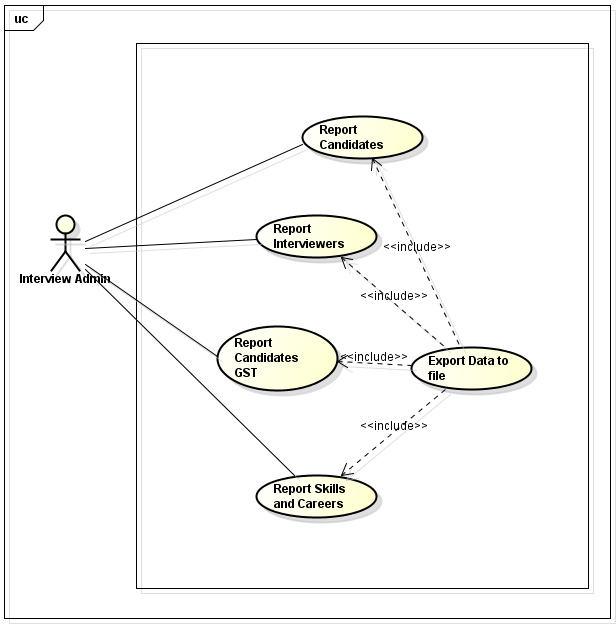 uc
Report
Candidates
Report
Interviewers
<<include>>
Interview Admin
<<include>>
Report
Candidates
GST
<<include>>
Export Data to
file
<<include>>
Report Skills
and Careers